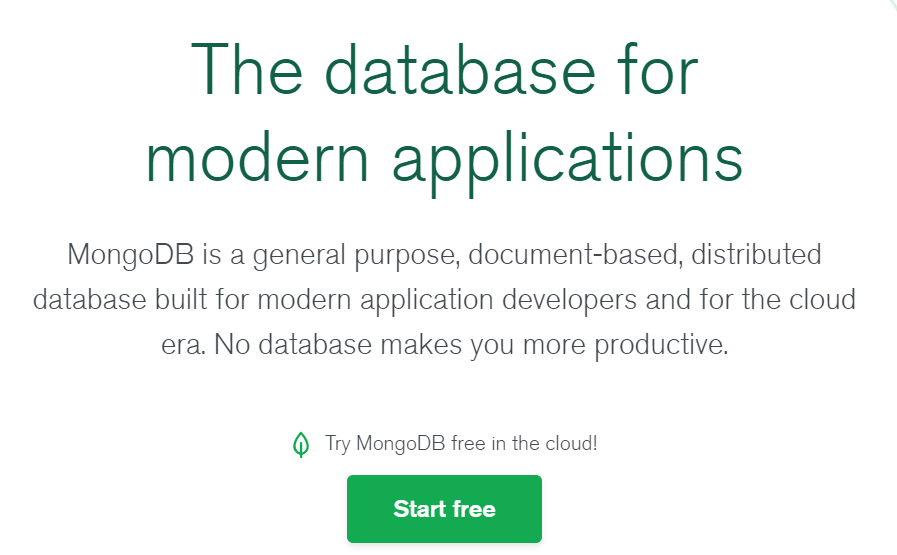 The database for
modern applications
MongoDB is a general purpose, document-based, distributed
database built for modern application developers and for the cloud
era. No database makes you more productive.
Try MongoDB free in the cloud!
Start free